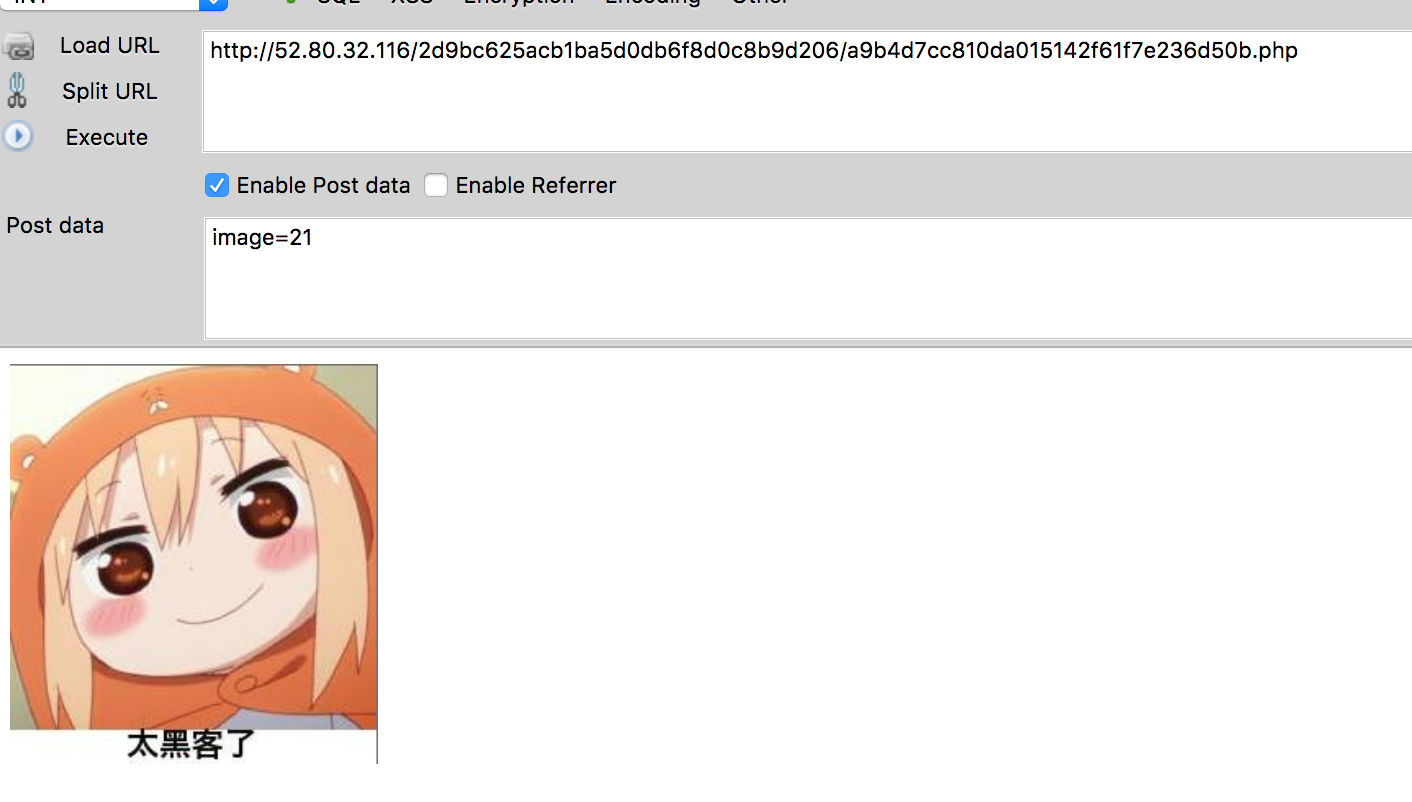 INT SQL XSS Encryption Encoding Other
Load URL
http://52.80.32.116/2d9bc625acb1ba5d0db6f8d0c8b9d206/a9b4d7cc810da015142f61f7e236d50b.php
Split URL
Execute
Enable Post data Enable Referrer
Post data
image=21
太黑客了